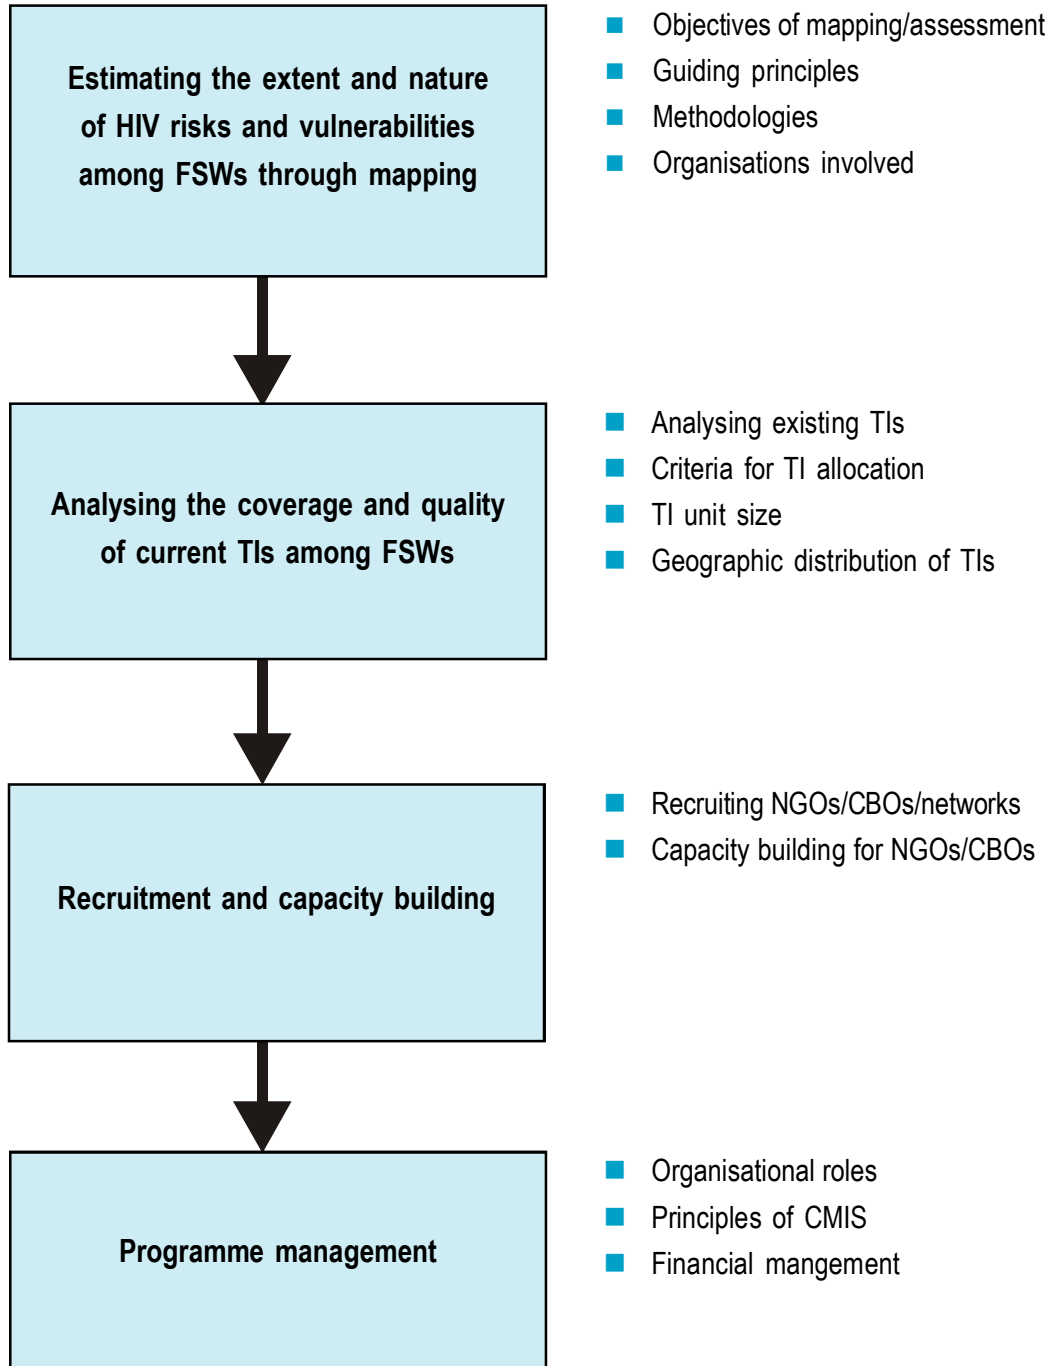 Estimating the extent and nature
of HIV risks and vulnerabilities
among FSWs through mapping
Objectives of mapping/assessment
Guiding principles
Methodologies
Organisations involved
Analysing the coverage and quality
of current TIs among FSWs
Analysing existing TIs
Criteria for TI allocation
TI unit size
Geographic distribution of TIs
Recruitment and capacity building
Recruiting NGOs/CBOs/networks
Capacity building for NGOs/CBOs
Programme management
Organisational roles
Principles of CMIS
Financial mangement